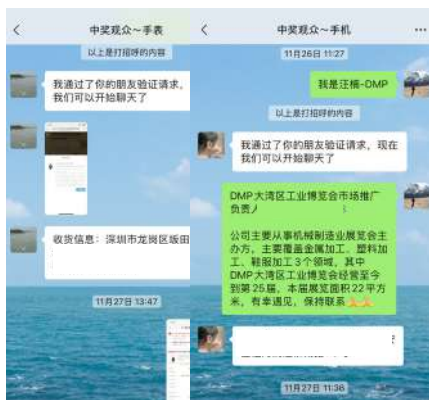 中奖观众～手表
以上是打招呼的内容
我通过了你的朋友验证请求,
我们可以开始聊天了
收货信息：深圳市龙岗区坂田
11月27日 13:47
中奖观众～手机
11月26日 11:27
我是汪楠-DMP
以上是打招呼的内容
我通过了你的朋友验证请求，现在
我们可以开始聊天了
DMP大湾区工业博览会市场推广
负责人
公司主要从事机械制造业展览会主
办方，主要覆盖金属加工、塑料加
工、鞋服加工3个领域，其中
DMP大湾区工业博览会经营至今
到第25届，本届展览面积22平方
米，有幸遇见，保持联系🙏🙏
11月27日 11:36